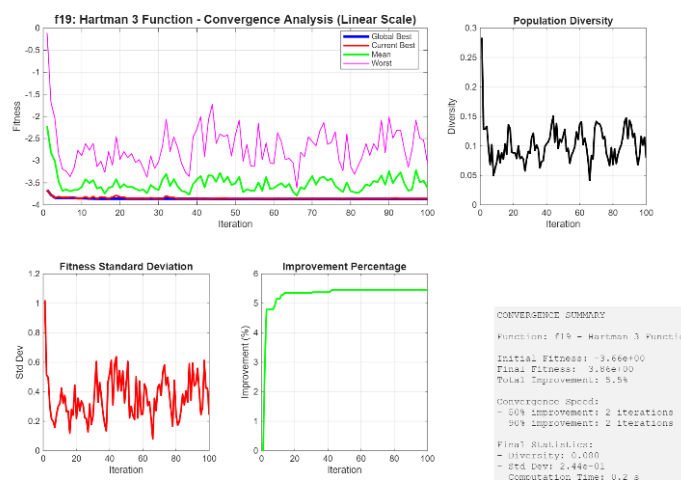 f19: Hartman 3 Function - Convergence Analysis (Linear Scale)
Global Best
Current Best
Mean
Worst
0
-0.5
-1
-1.5
-2
-2.5
-3
-3.5
-4
Fitness
1 10 20 30 40 50 60 70 80 90 100
Iteration
Population Diversity
0.3
0.25
0.2
0.15
0.1
0.05
0
Diversity
0 20 40 60 80 100
Iteration
Fitness Standard Deviation
1.2
1
0.8
0.6
0.4
0.2
0
Std Dev
0 20 40 60 80 100
Iteration
Improvement Percentage
6
5
4
3
2
1
0
Improvement (%)
0 20 40 60 80 100
Iteration
CONVERGENCE SUMMARY
Function: f19 - Hartman 3 Functio
Initial Fitness: -3.66e+00
Final Fitness: 3.86e+00
Total Improvement: 5.5%
Convergence Speed:
- 50% improvement: 2 iterations
90% improvement: 2 iterations
Final Statistics:
- Diversity: 0.080
- Std Dev: 2.44e-01
Computation Time: 0.2 s